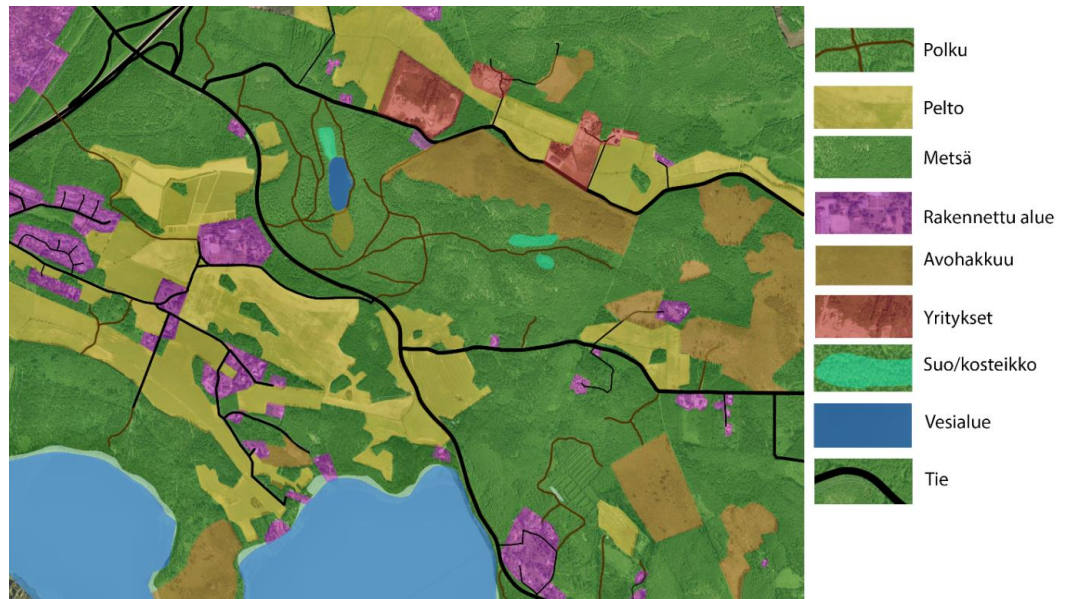 Polku
Pelto
Metsä
Rakennettu alue
Avohakkuu
Yritykset
Suo/kosteikko
Vesialue
Tie